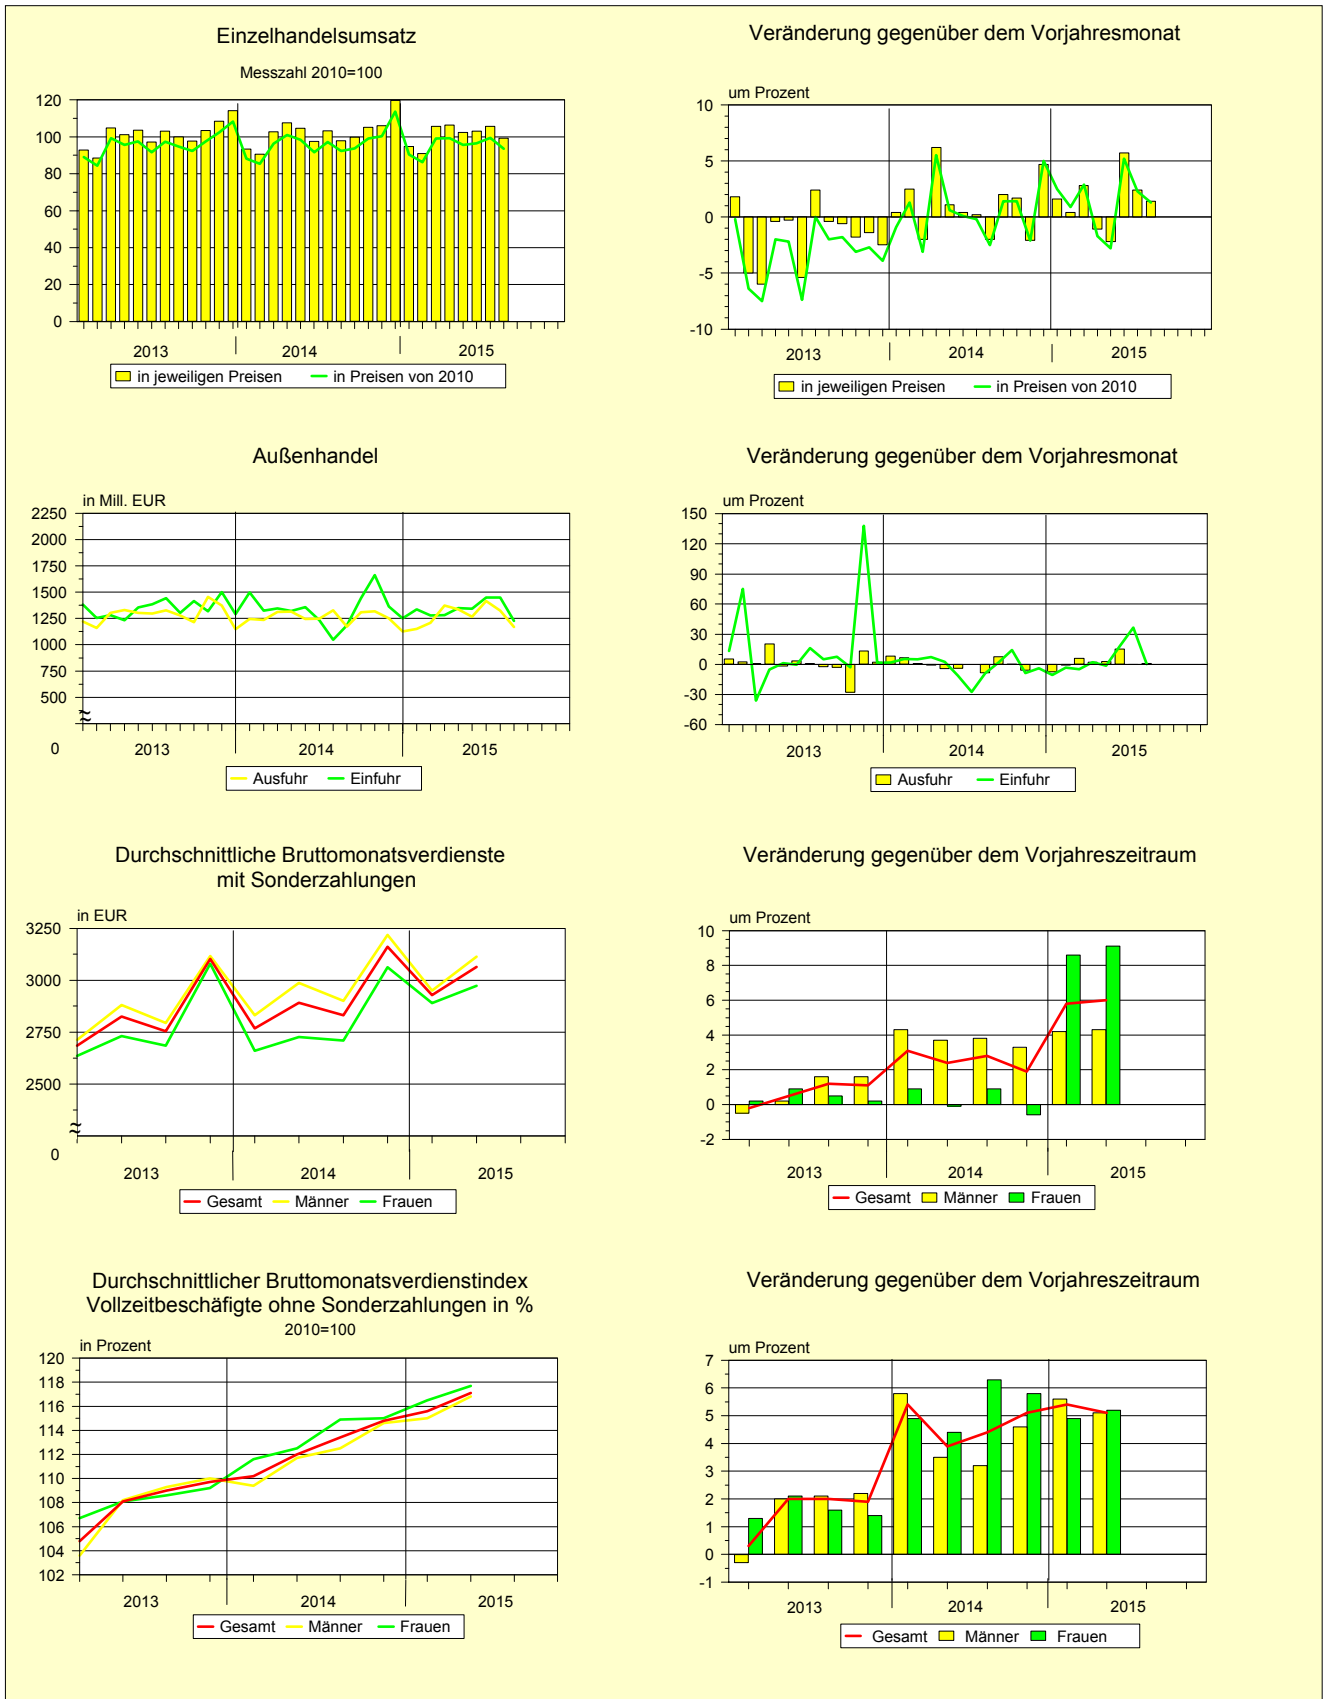 Einzelhandelsumsatz
Messzahl 2010=100
120
100
80
60
40
20
0
2013 2014 2015
in jeweiligen Preisen in Preisen von 2010
Veränderung gegenüber dem Vorjahresmonat
um Prozent
10
5
0
-5
-10
2013 2014 2015
in jeweiligen Preisen in Preisen von 2010
Außenhandel
in Mill. EUR
2250
2000
1750
1500
1250
1000
750
500
≈
0 2013 2014 2015
Ausfuhr Einfuhr
Veränderung gegenüber dem Vorjahresmonat
um Prozent
150
120
90
60
30
0
-30
-60
2013 2014 2015
Ausfuhr Einfuhr
Durchschnittliche Bruttomonatsverdienste
mit Sonderzahlungen
in EUR
3250
3000
2750
2500
≈
0
2013 2014 2015
Gesamt Männer Frauen
Veränderung gegenüber dem Vorjahreszeitraum
um Prozent
10
8
6
4
2
0
-2
2013 2014 2015
Gesamt Männer Frauen
Durchschnittlicher Bruttomonatsverdienstindex
Vollzeitbeschäfigte ohne Sonderzahlungen in %
2010=100
in Prozent
120
118
116
114
112
110
108
106
104
102
2013 2014 2015
Gesamt Männer Frauen
Veränderung gegenüber dem Vorjahreszeitraum
um Prozent
7
6
5
4
3
2
1
0
-1
2013 2014 2015
Gesamt Männer Frauen